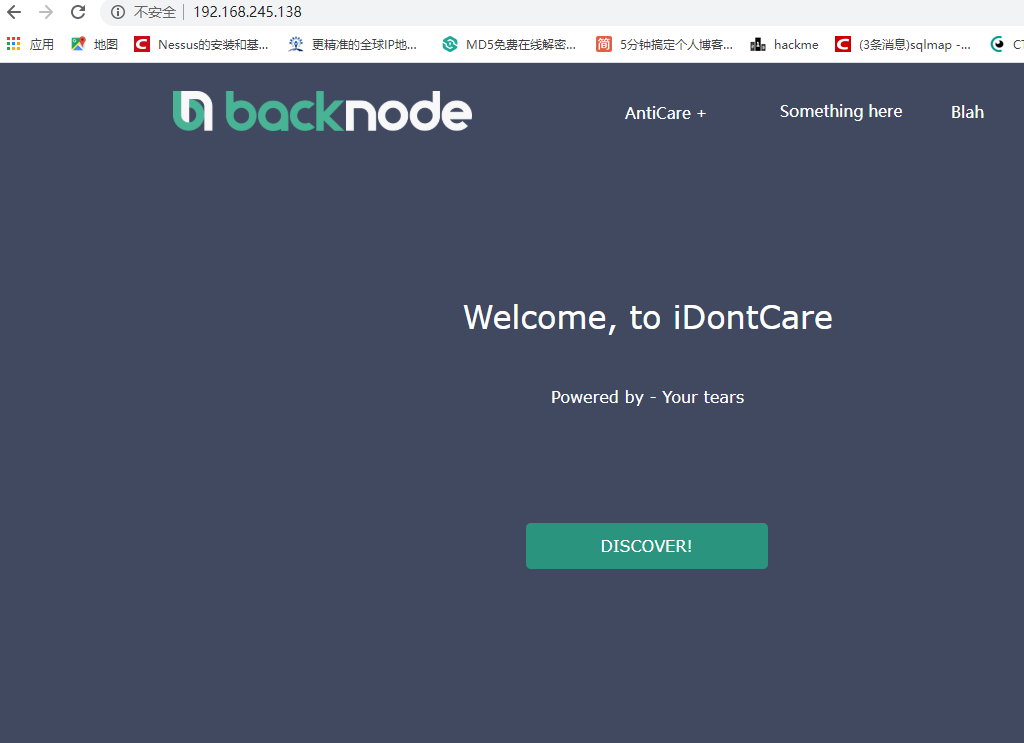 不安全 192.168.245.138
应用 地图 Nessus的安装和基... 更精准的全球IP地... MD5免费在线解密... 5分钟搞定个人博客... hackme (3条消息)sqlmap -... CT
backnode AntiCare + Something here Blah
Welcome, to iDontCare
Powered by - Your tears
DISCOVER!